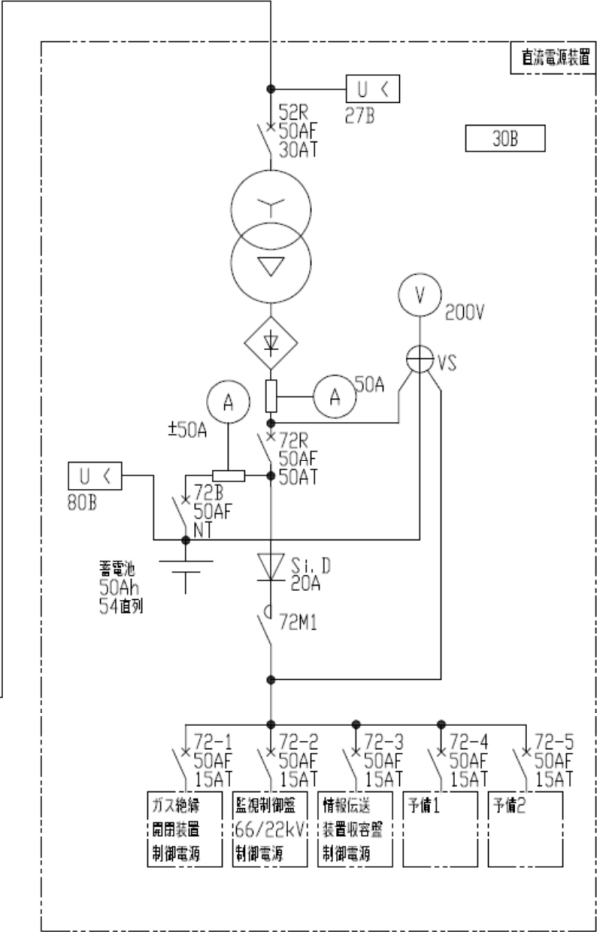 直流電源装置
U <
27B
52R
50AF
30AT
30B
V
200V
VS
A
50A
A
±50A
72R
50AF
50AT
U <
80B
72B
50AF
NT
蓄電池
50Ah
54直列
Si.D
20A
72M1
72-1
50AF
15AT
72-2
50AF
15AT
72-3
50AF
15AT
72-4
50AF
15AT
72-5
50AF
15AT
ガス絶縁
開閉装置
制御電源
監視制御盤
66/22kV
制御電源
情報伝送
装置収容盤
制御電源
予備1
予備2